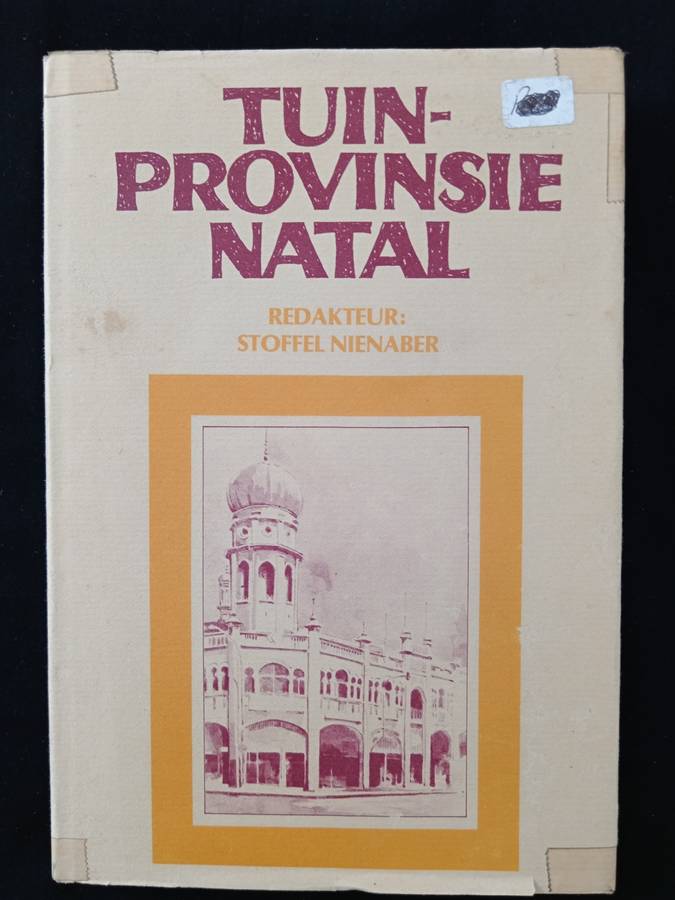 TUIN-
PROVINSIE
NATAL
REDAKTEUR:
STOFFEL NIENABER